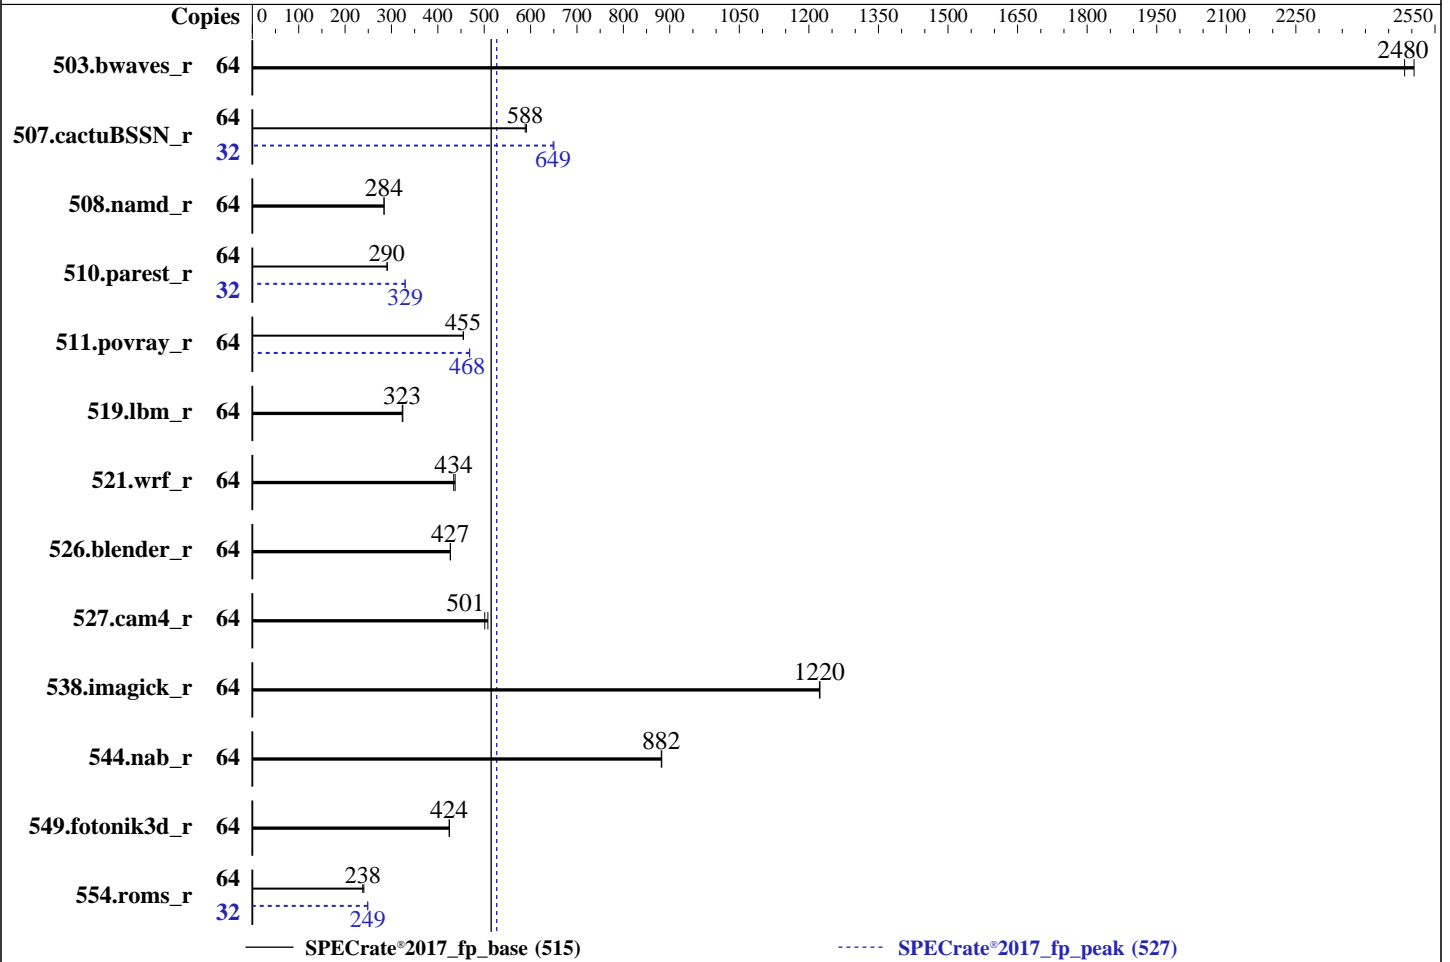 Copies 0 100 200 300 400 500 600 700 800 900 1050 1200 1350 1500 1650 1800 1950 2100 2250 2550
503.bwaves_r 64 2480
507.cactuBSSN_r 64 588
32 649
508.namd_r 64 284
510.parest_r 64 290
32 329
511.povray_r 64 455
468
519.lbm_r 64 323
521.wrf_r 64 434
526.blender_r 64 427
527.cam4_r 64 501
538.imagick_r 64 1220
544.nab_r 64 882
549.fotonik3d_r 64 424
554.roms_r 64 238
32 249
SPECrate®2017_fp_base (515) SPECrate®2017_fp_peak (527)